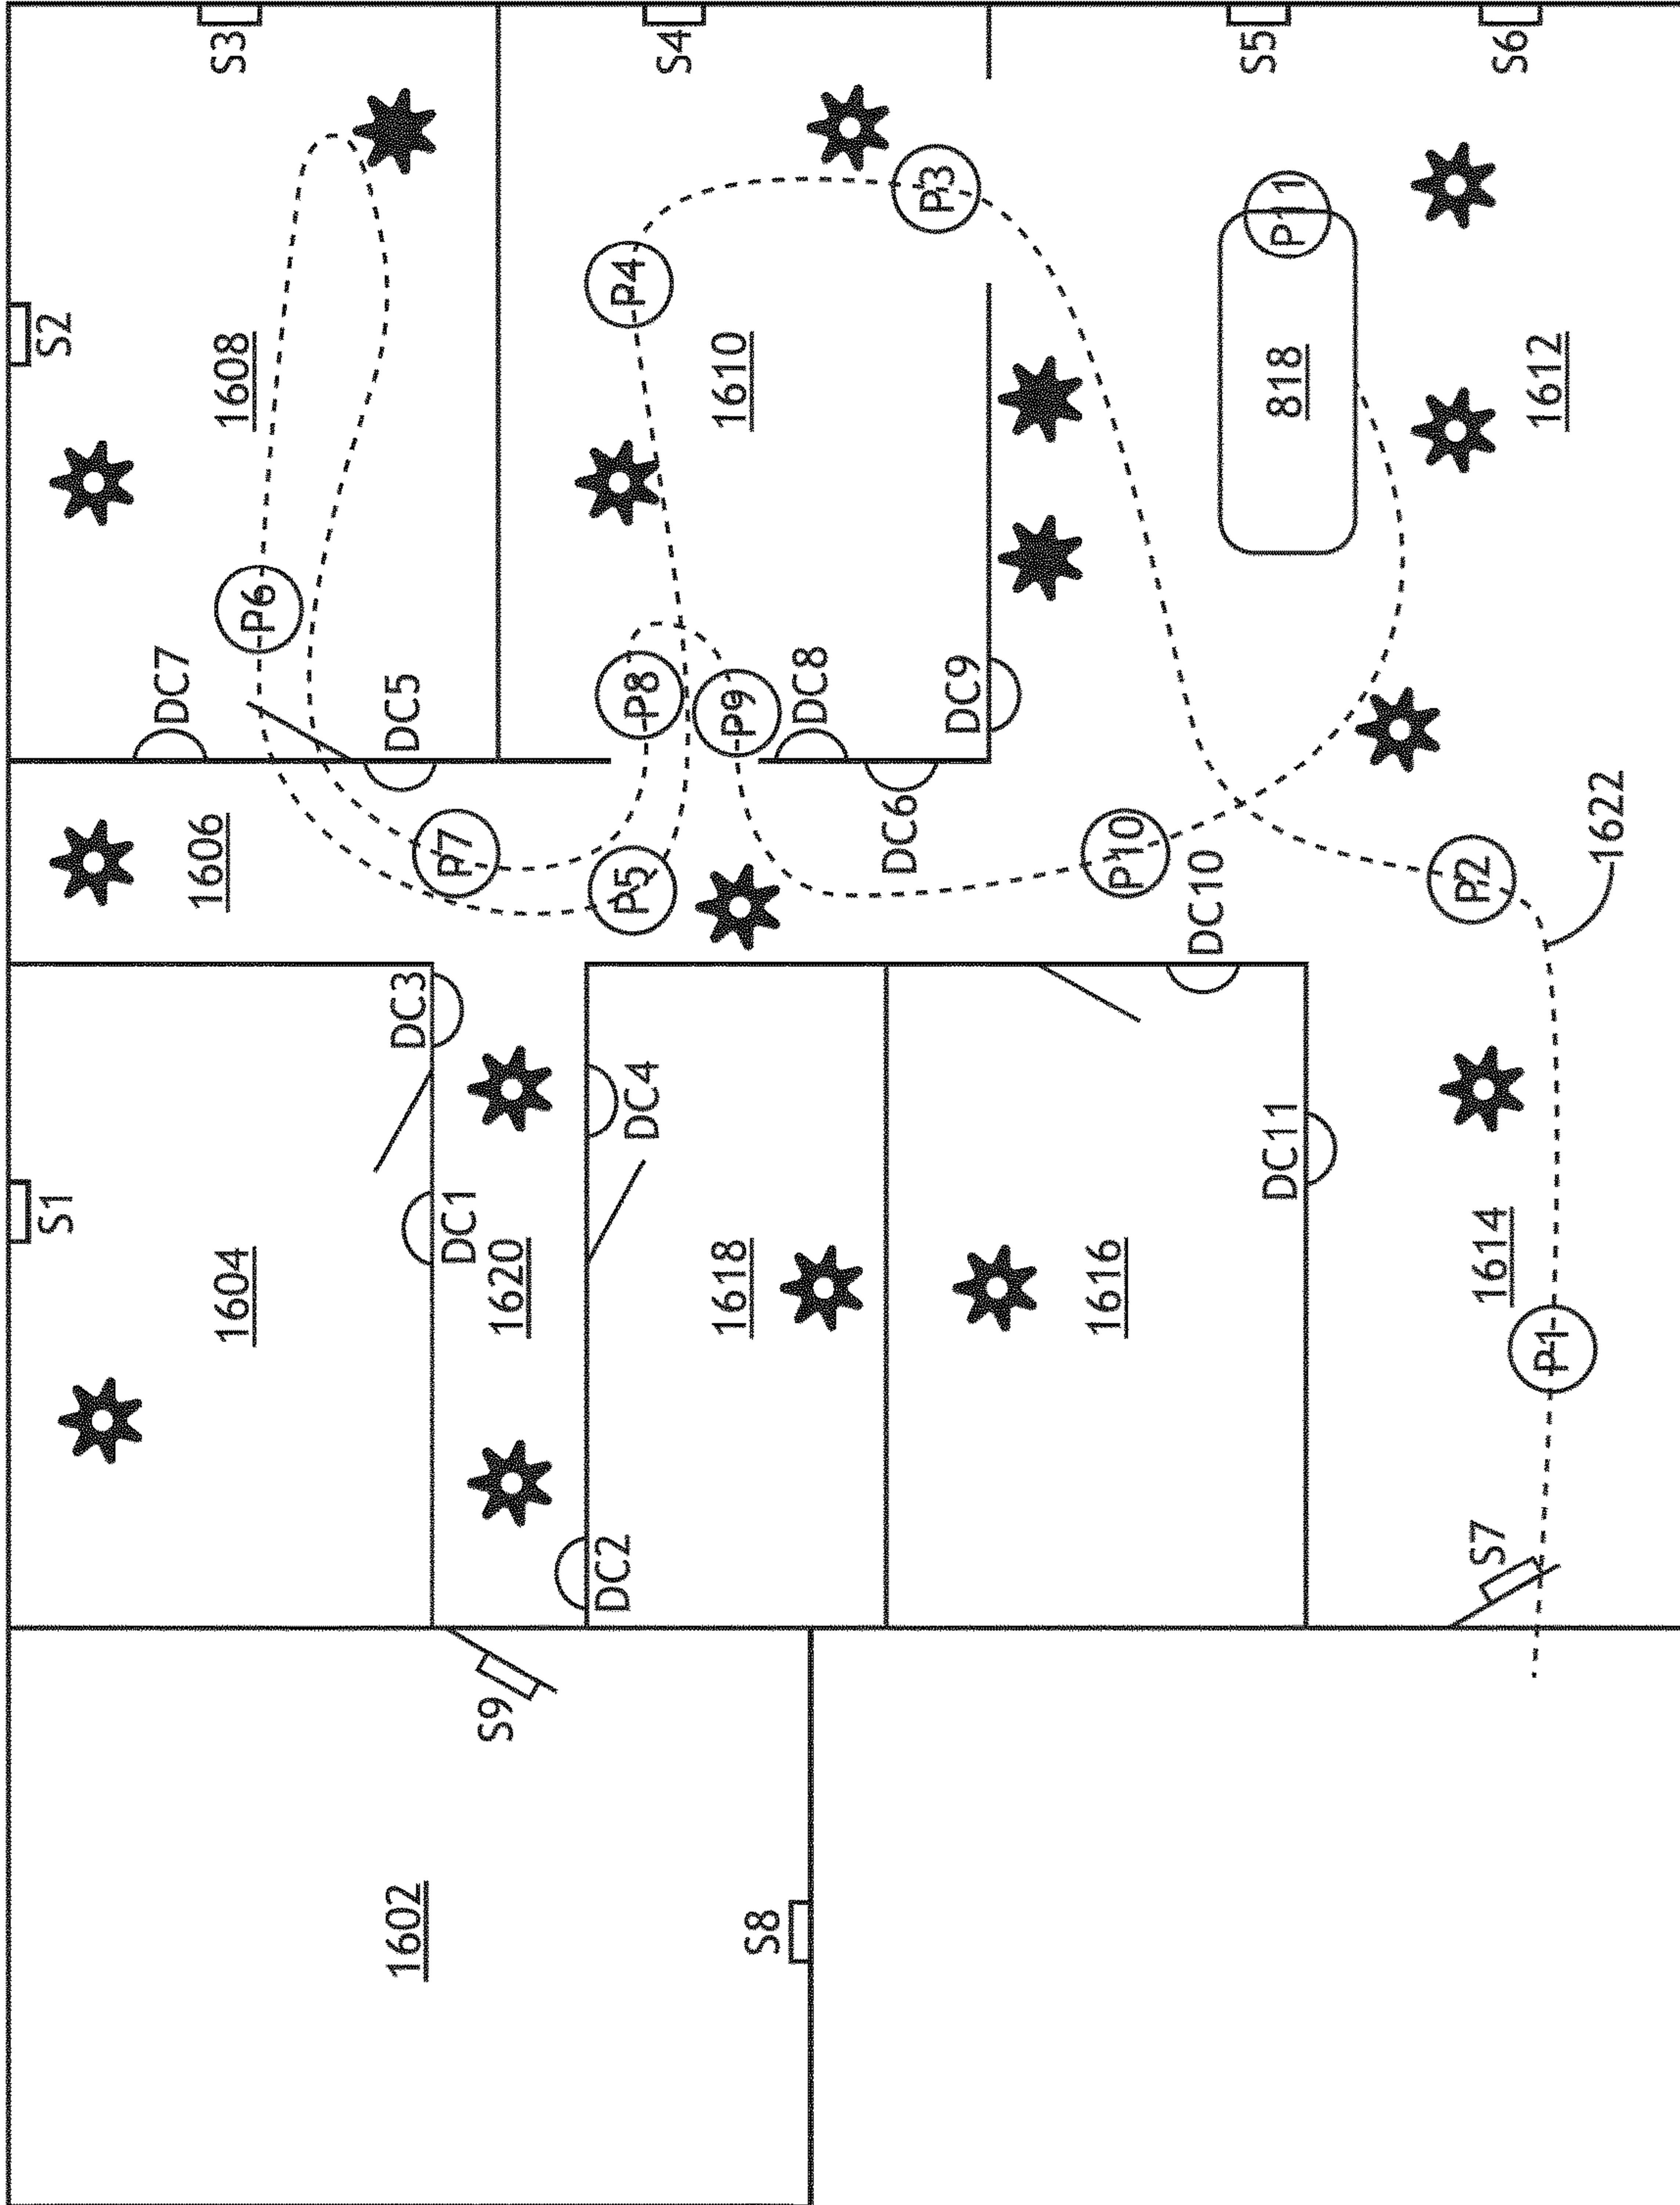 S1
S2
DC7
1606
1604
1608
S3
P6
1602
DC3
DC5
P7
DC1
S9
1620
DC2
P5
P4
P8
DC4
S4
1618
1610
P9
S8
DC8
DC6
P3
DC9
1616
P10
DC10
S5
DC11
818
P11
P2
S7
1614
S6
1612
P1
1622